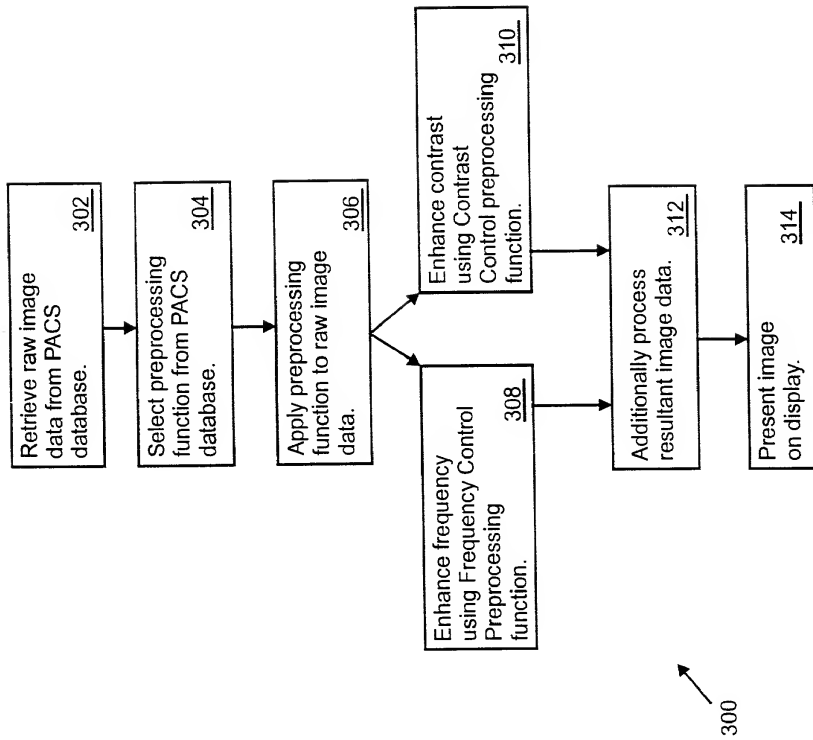 Retrieve raw image
data from PACS
database.
302
Select preprocessing
function from PACS
database.
304
Apply preprocessing
function to raw image
data.
306
Enhance frequency
using Frequency Control
Preprocessing
function.
308
Enhance contrast
using Contrast
Control preprocessing
function.
310
Additionally process
resultant image data.
312
Present image
on display.
314
300